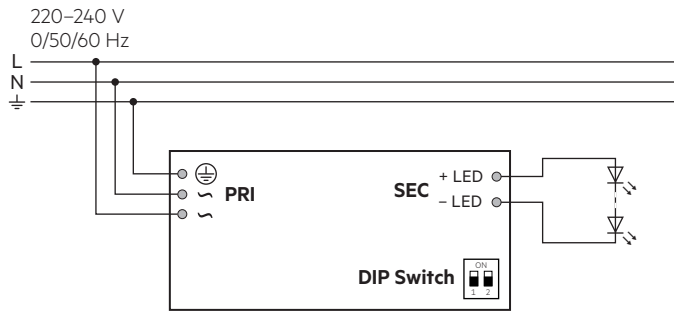 220–240 V
0/50/60 Hz
L
N
PRI
SEC
+ LED
– LED
DIP Switch
ON
1 2